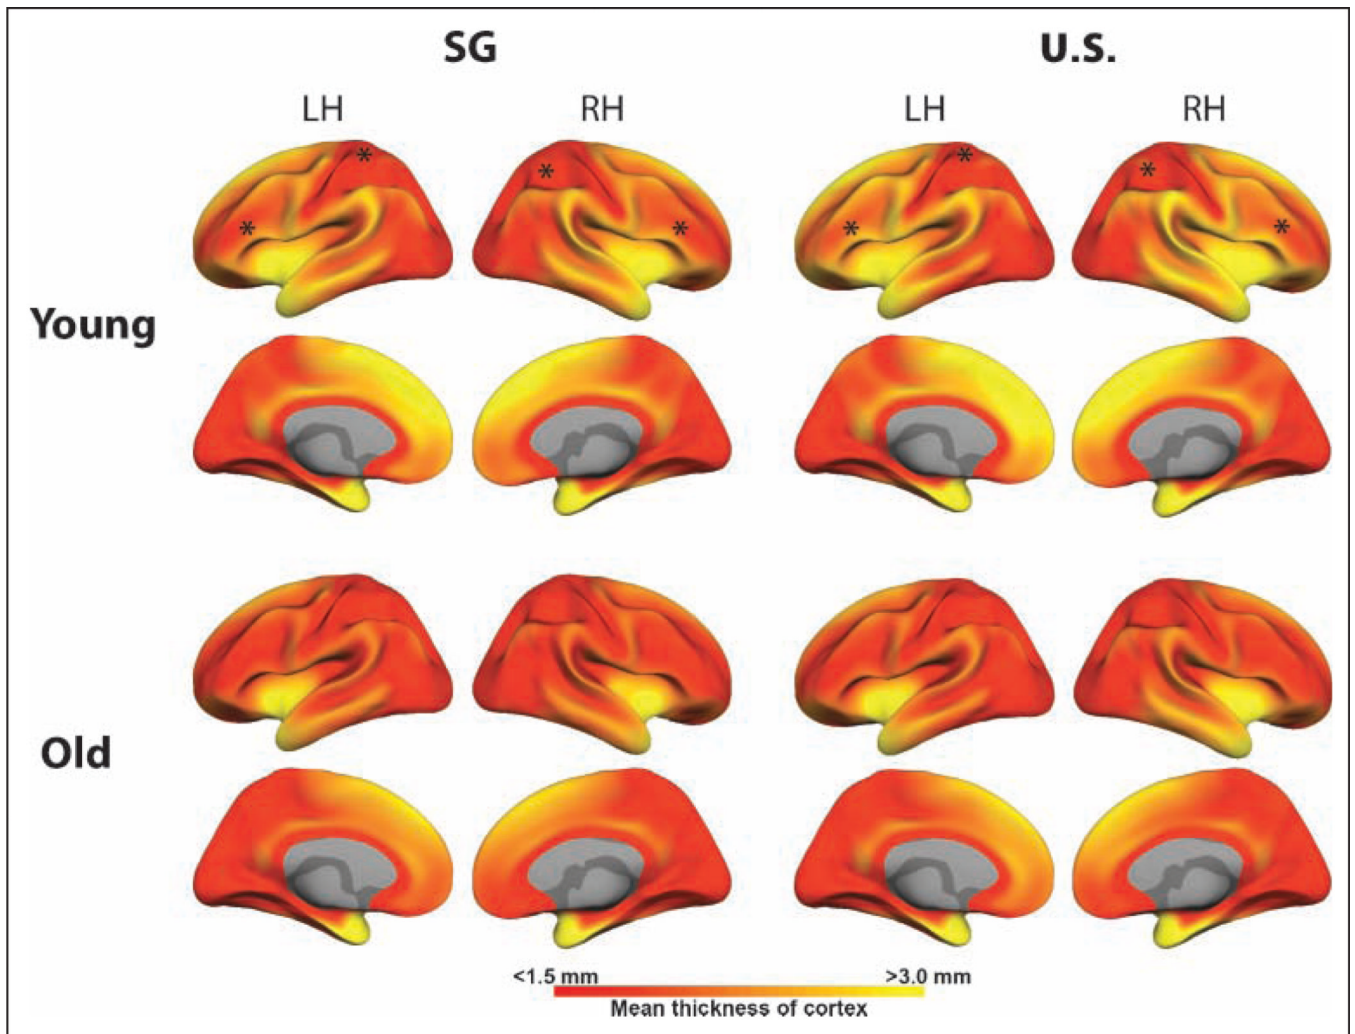 SG U.S.
LH RH LH RH
* * * *
* * * *
Young
Old
<1.5 mm >3.0 mm
Mean thickness of cortex